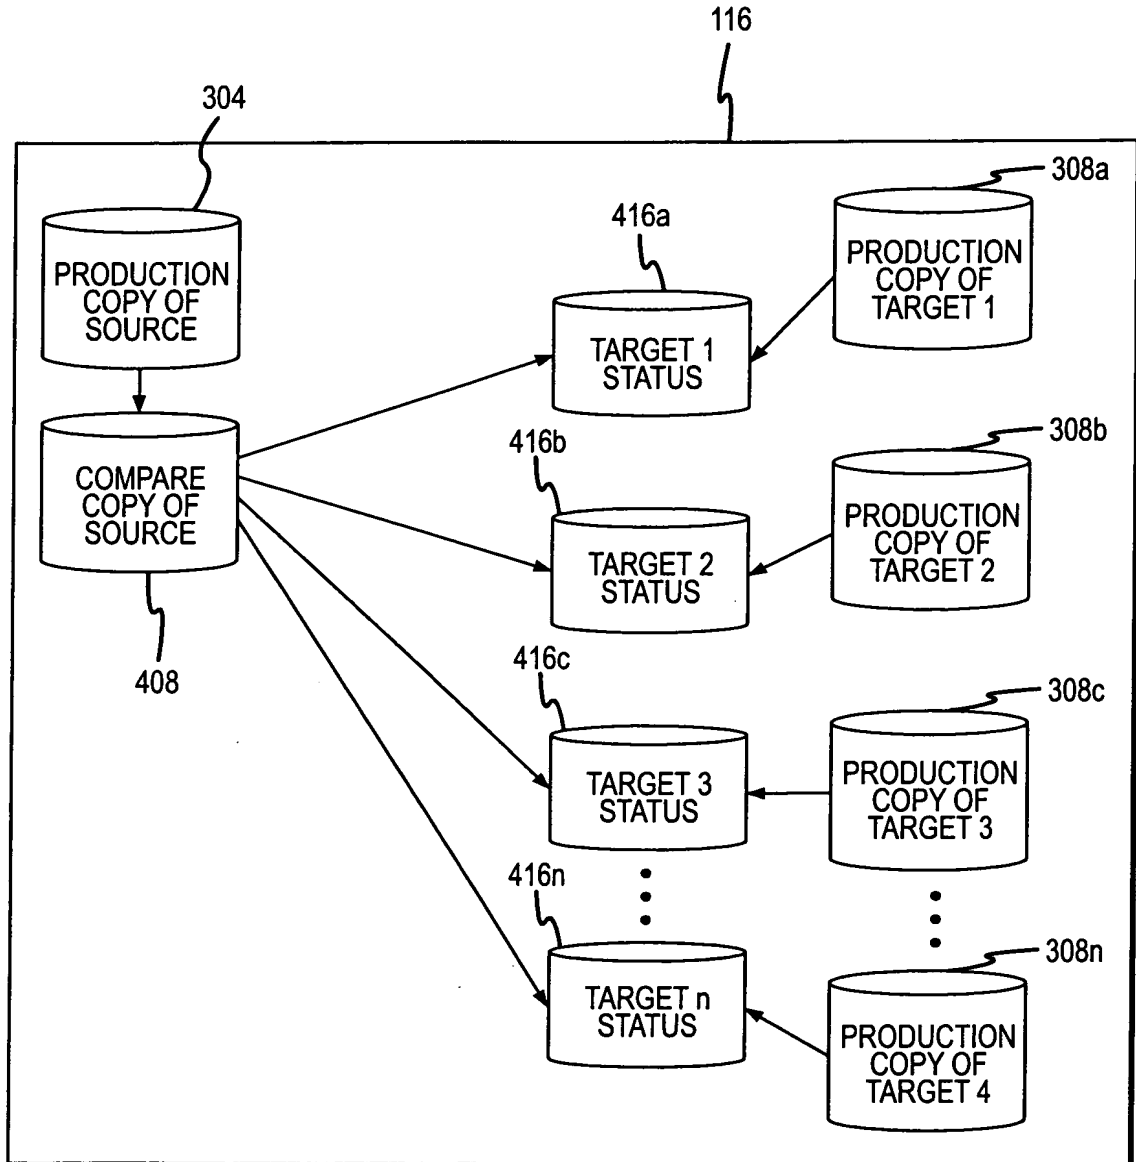 116
304
308a
416a
PRODUCTION
COPY OF
SOURCE
PRODUCTION
COPY OF
TARGET 1
TARGET 1
STATUS
416b
308b
COMPARE
COPY OF
SOURCE
PRODUCTION
COPY OF
TARGET 2
TARGET 2
STATUS
408
416c
308c
TARGET 3
STATUS
PRODUCTION
COPY OF
TARGET 3
416n
308n
TARGET n
STATUS
PRODUCTION
COPY OF
TARGET 4